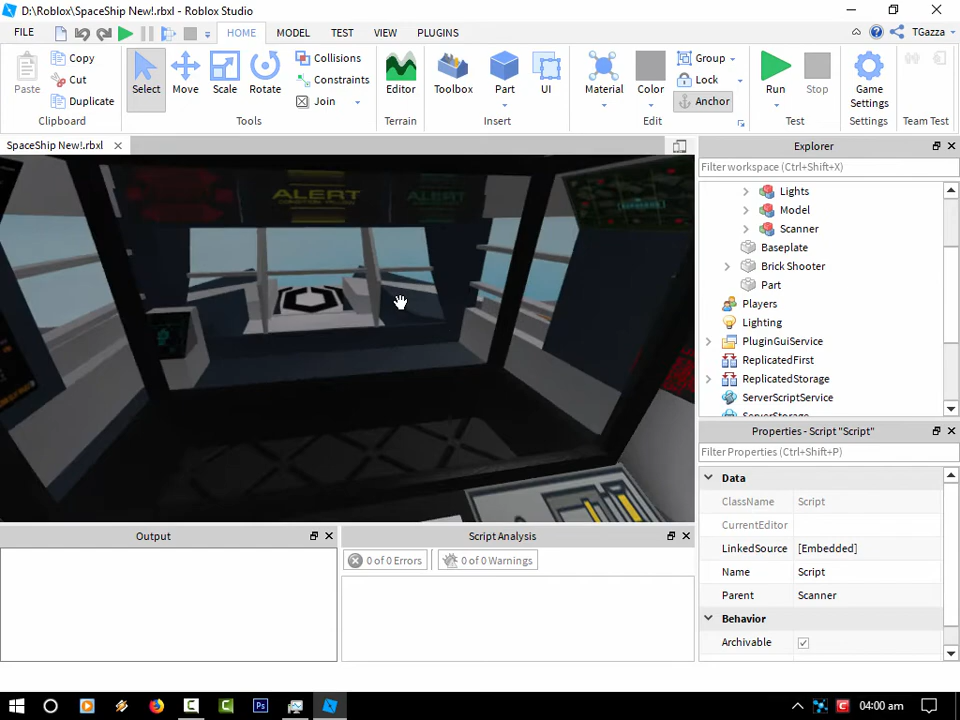 D:\Roblox\SpaceShip New!.rbxl - Roblox Studio
FILE
HOME
MODEL
TEST
VIEW
PLUGINS
TGazza
Paste
Copy
Cut
Duplicate
Clipboard
Select
Move
Scale
Rotate
Collisions
Constraints
Join
Tools
Editor
Terrain
Toolbox
Part
UI
Insert
Material
Color
Group
Lock
Anchor
Edit
Run
Stop
Test
Game
Settings
Settings
Team Test
SpaceShip New!.rbxl
ALERT
Explorer
Filter workspace (Ctrl+Shift+X)
Lights
Model
Scanner
Baseplate
Brick Shooter
Part
Players
Lighting
PluginGuiService
ReplicatedFirst
ReplicatedStorage
ServerScriptService
ServerStorage
Properties - Script "Script"
Filter Properties (Ctrl+Shift+P)
Data
ClassName Script
CurrentEditor
LinkedSource [Embedded]
Name Script
Parent Scanner
Behavior
Archivable
Output
Script Analysis
0 of 0 Errors
0 of 0 Warnings
04:00 am